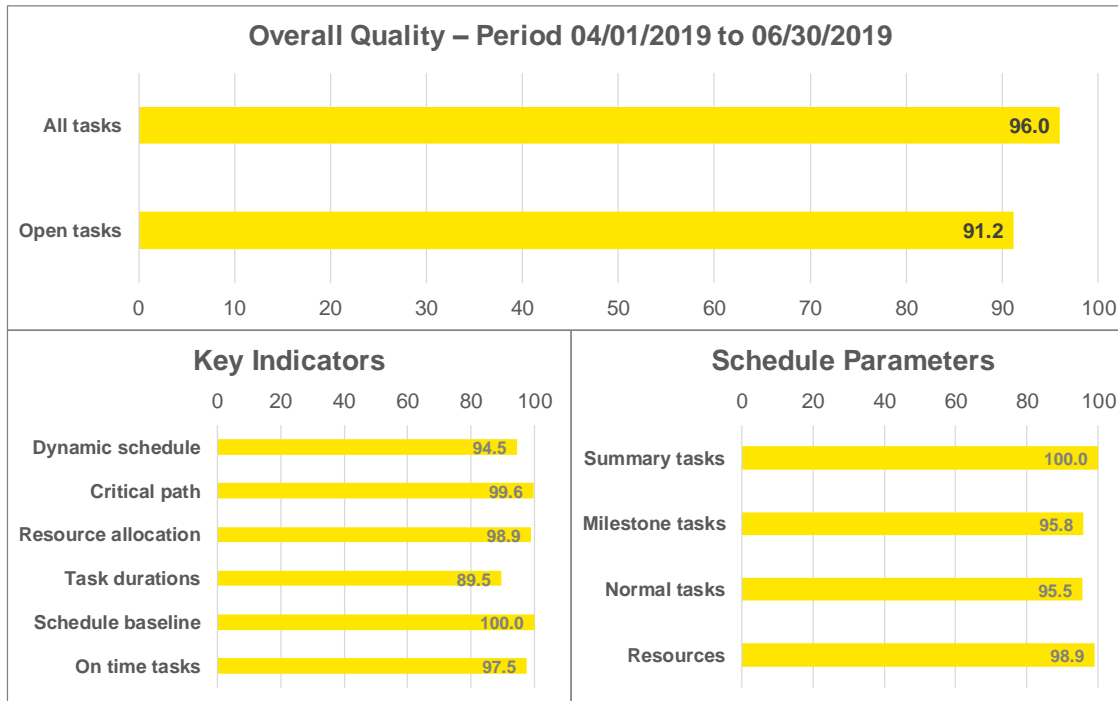 Overall Quality – Period 04/01/2019 to 06/30/2019
All tasks
96.0
Open tasks
91.2
0 10 20 30 40 50 60 70 80 90 100
Key Indicators
0 20 40 60 80 100
Dynamic schedule
94.5
Critical path
99.6
Resource allocation
98.9
Task durations
89.5
Schedule baseline
100.0
On time tasks
97.5
Schedule Parameters
0 20 40 60 80 100
Summary tasks
100.0
Milestone tasks
95.8
Normal tasks
95.5
Resources
98.9